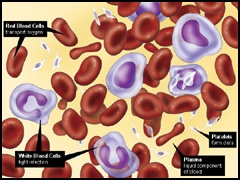 Red Blood Cells
transport oxygen
White Blood Cells
fight infection
Platelets
form clots
Plasma
liquid component
of blood